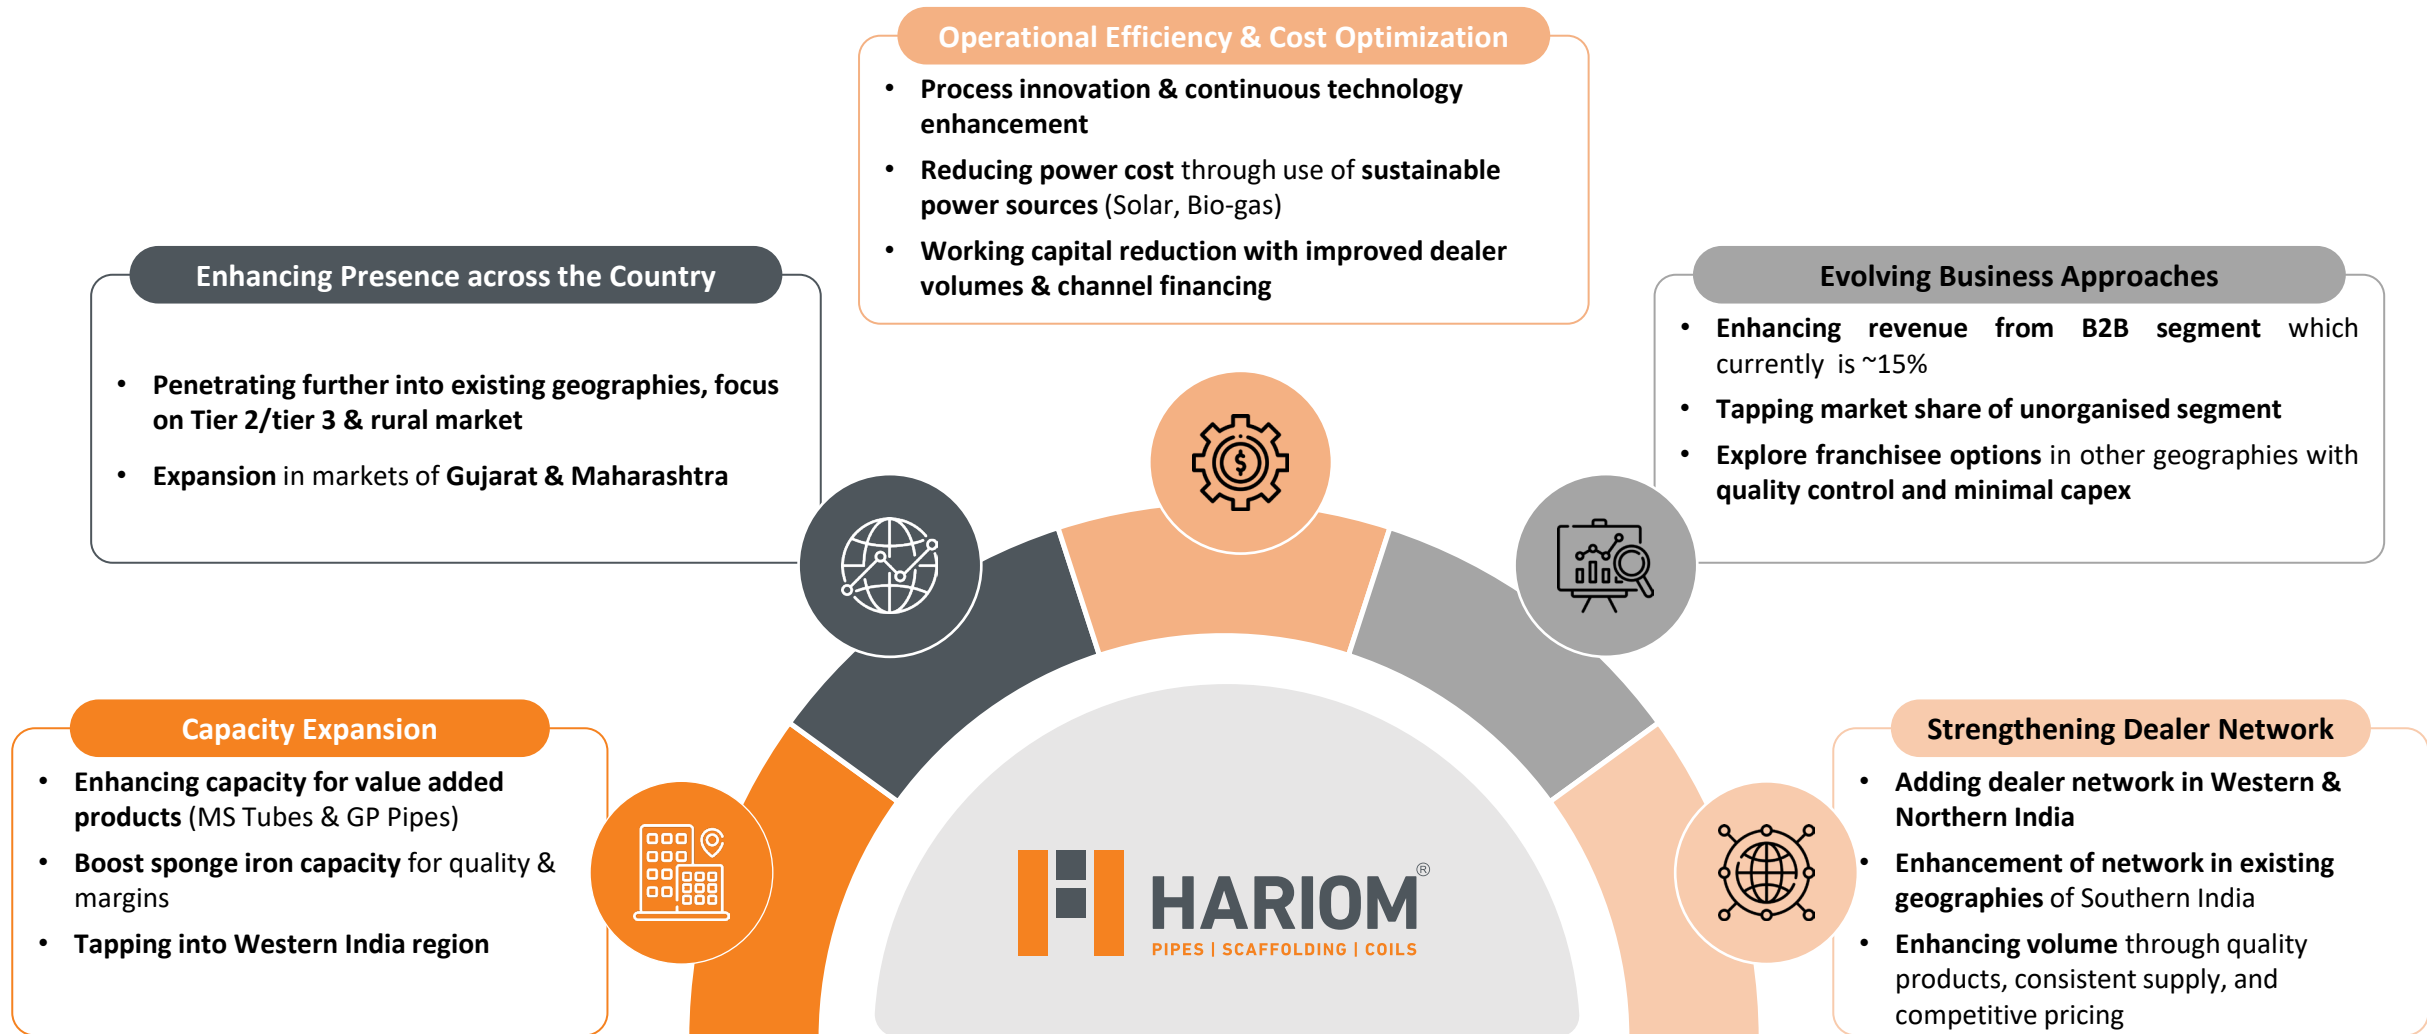 Operational Efficiency & Cost Optimization
• Process innovation & continuous technology
enhancement
• Reducing power cost through use of sustainable
power sources (Solar, Bio-gas)
• Working capital reduction with improved dealer
volumes & channel financing
Enhancing Presence across the Country
• Penetrating further into existing geographies, focus
on Tier 2/tier 3 & rural market
• Expansion in markets of Gujarat & Maharashtra
Evolving Business Approaches
• Enhancing revenue from B2B segment which
currently is ~15%
• Tapping market share of unorganised segment
• Explore franchisee options in other geographies with
quality control and minimal capex
Capacity Expansion
• Enhancing capacity for value added
products (MS Tubes & GP Pipes)
• Boost sponge iron capacity for quality &
margins
• Tapping into Western India region
Strengthening Dealer Network
• Adding dealer network in Western &
Northern India
• Enhancement of network in existing
geographies of Southern India
• Enhancing volume through quality
products, consistent supply, and
competitive pricing
$
HARIOM®
PIPES | SCAFFOLDING | COILS